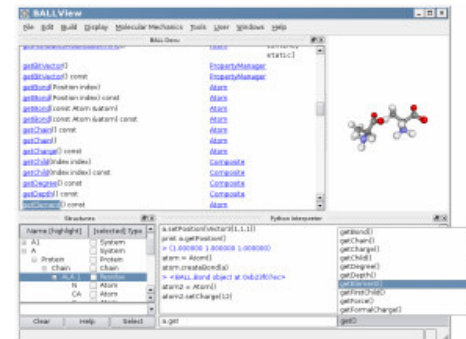 BALLView
File Edit Build Display Molecular Mechanics Tools User Windows Help
BALL Docu
static]
getBitVector() PropertyManager
getBitVector() const PropertyManager
getBond(Position index) Atom
getBond(Position index) const Atom
getBond(const Atom &atom) Atom
getBond(const Atom &atom) const Atom
getChain() const Atom
getChain() Atom
getCharge() const Atom
getChild(Index index) Composite
getChild(Index index) const Composite
getDegree() const Composite
getDepth() const Composite
getElement() const Atom
Structures
Name [highlight] [selected] Type
A1 System
A System
Protein Protein
Chain Chain
ALA 1 Residue
N Atom
CA Atom
Clear Help Select
Python Interpreter
a.setPosition(Vector3(1,1,1))
print a.getPosition()
> (1.000000 1.000000 1.000000)
atom = Atom()
atom.createBond(a)
> <BALL.Bond object at 0xb23f07ec>
atom2 = Atom()
atom2.setCharge(12)
a.get
getBond()
getChain()
getCharge()
getChild()
getDegree()
getDepth()
getElement()
getFirstChild()
getForce()
getFormalCharge()